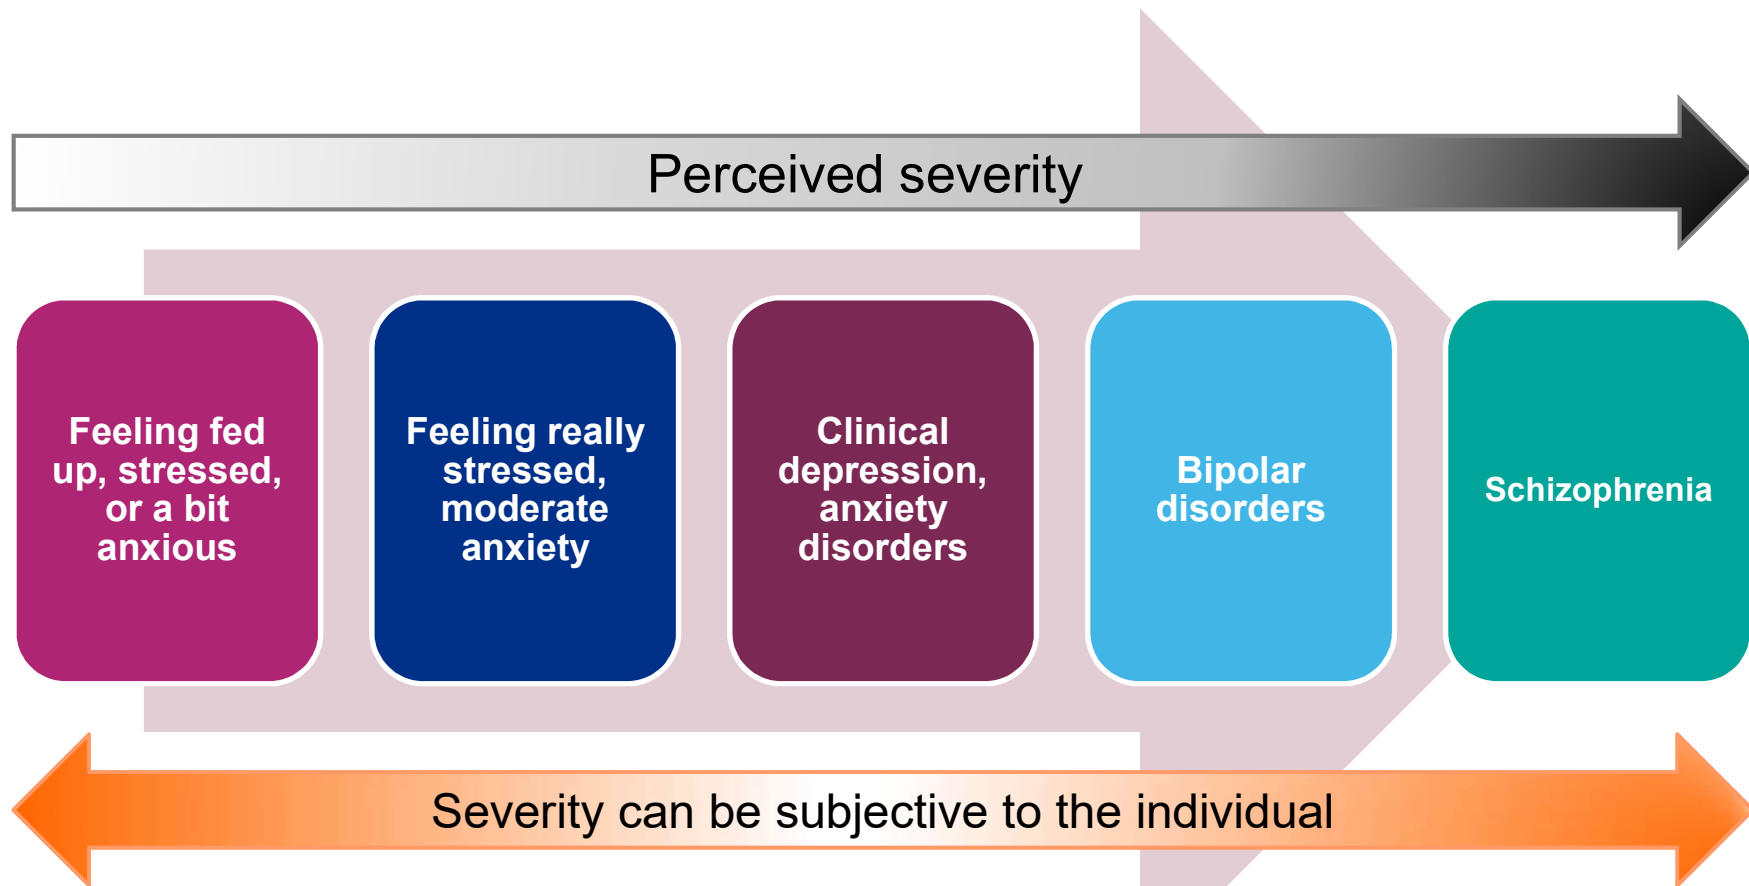 Perceived severity
Feeling fed
up, stressed,
or a bit
anxious
Feeling really
stressed,
moderate
anxiety
Clinical
depression,
anxiety
disorders
Bipolar
disorders
Schizophrenia
Severity can be subjective to the individual